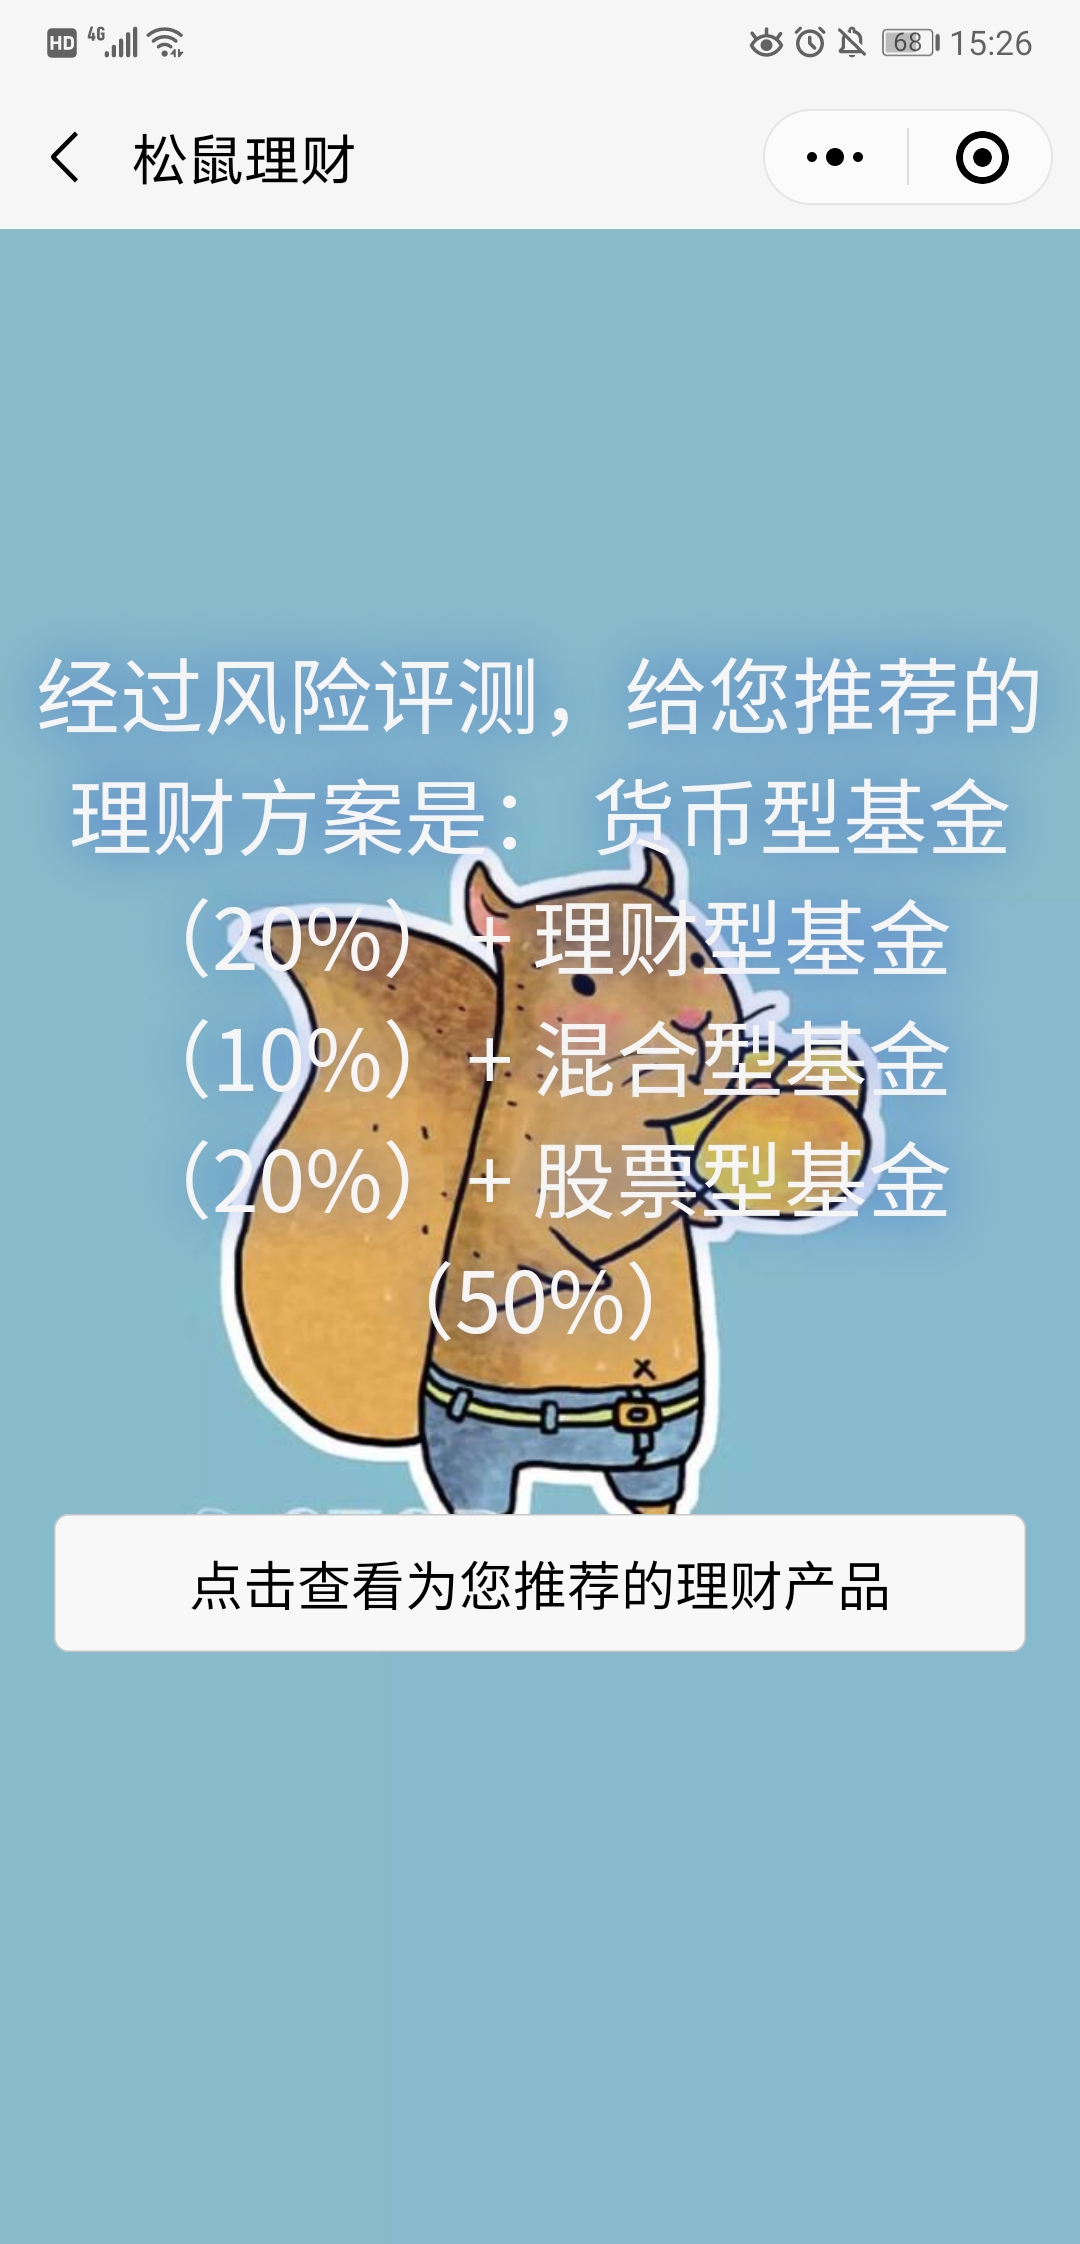 HD 4G 68 15:26
松鼠理财
经过风险评测，给您推荐的
理财方案是： 货币型基金
（20%）+ 理财型基金
（10%）+ 混合型基金
（20%）+ 股票型基金
（50%）
点击查看为您推荐的理财产品